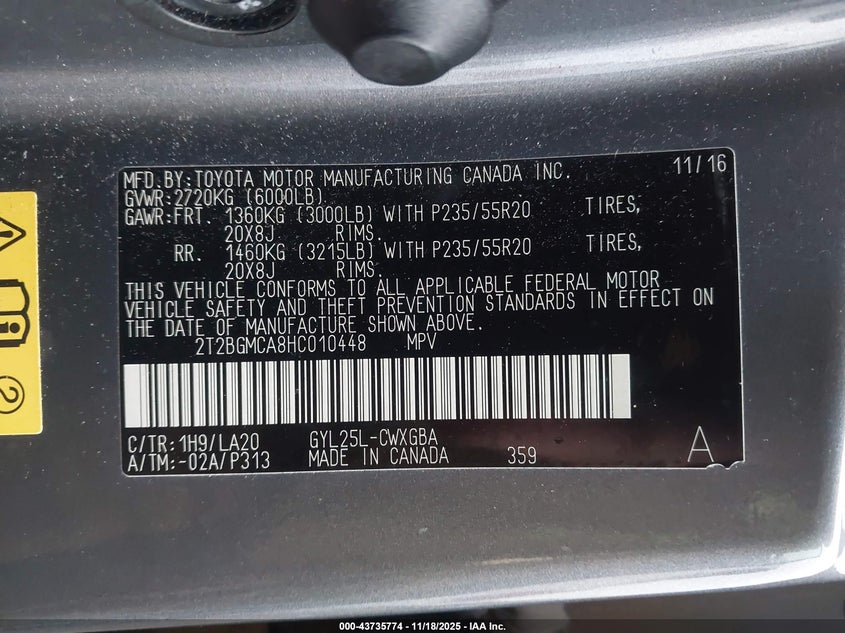 MFD.BY:TOYOTA MOTOR MANUFACTURING CANADA INC. 11/16
GVWR:2720KG (6000LB)
GAWR:FRT. 1360KG (3000LB) WITH P235/55R20 TIRES,
20X8J RIMS.
RR. 1460KG (3215LB) WITH P235/55R20 TIRES,
20X8J RIMS.
THIS VEHICLE CONFORMS TO ALL APPLICABLE FEDERAL MOTOR
VEHICLE SAFETY AND THEFT PREVENTION STANDARDS IN EFFECT ON
THE DATE OF MANUFACTURE SHOWN ABOVE.
2T2BGMCA8HC010448 MPV
C/TR:1H9/LA20 GYL25L-CWXGBA A
A/TM:-02A/P313 MADE IN CANADA 359
2
000-43735774 - 11/18/2025 - IAA Inc.